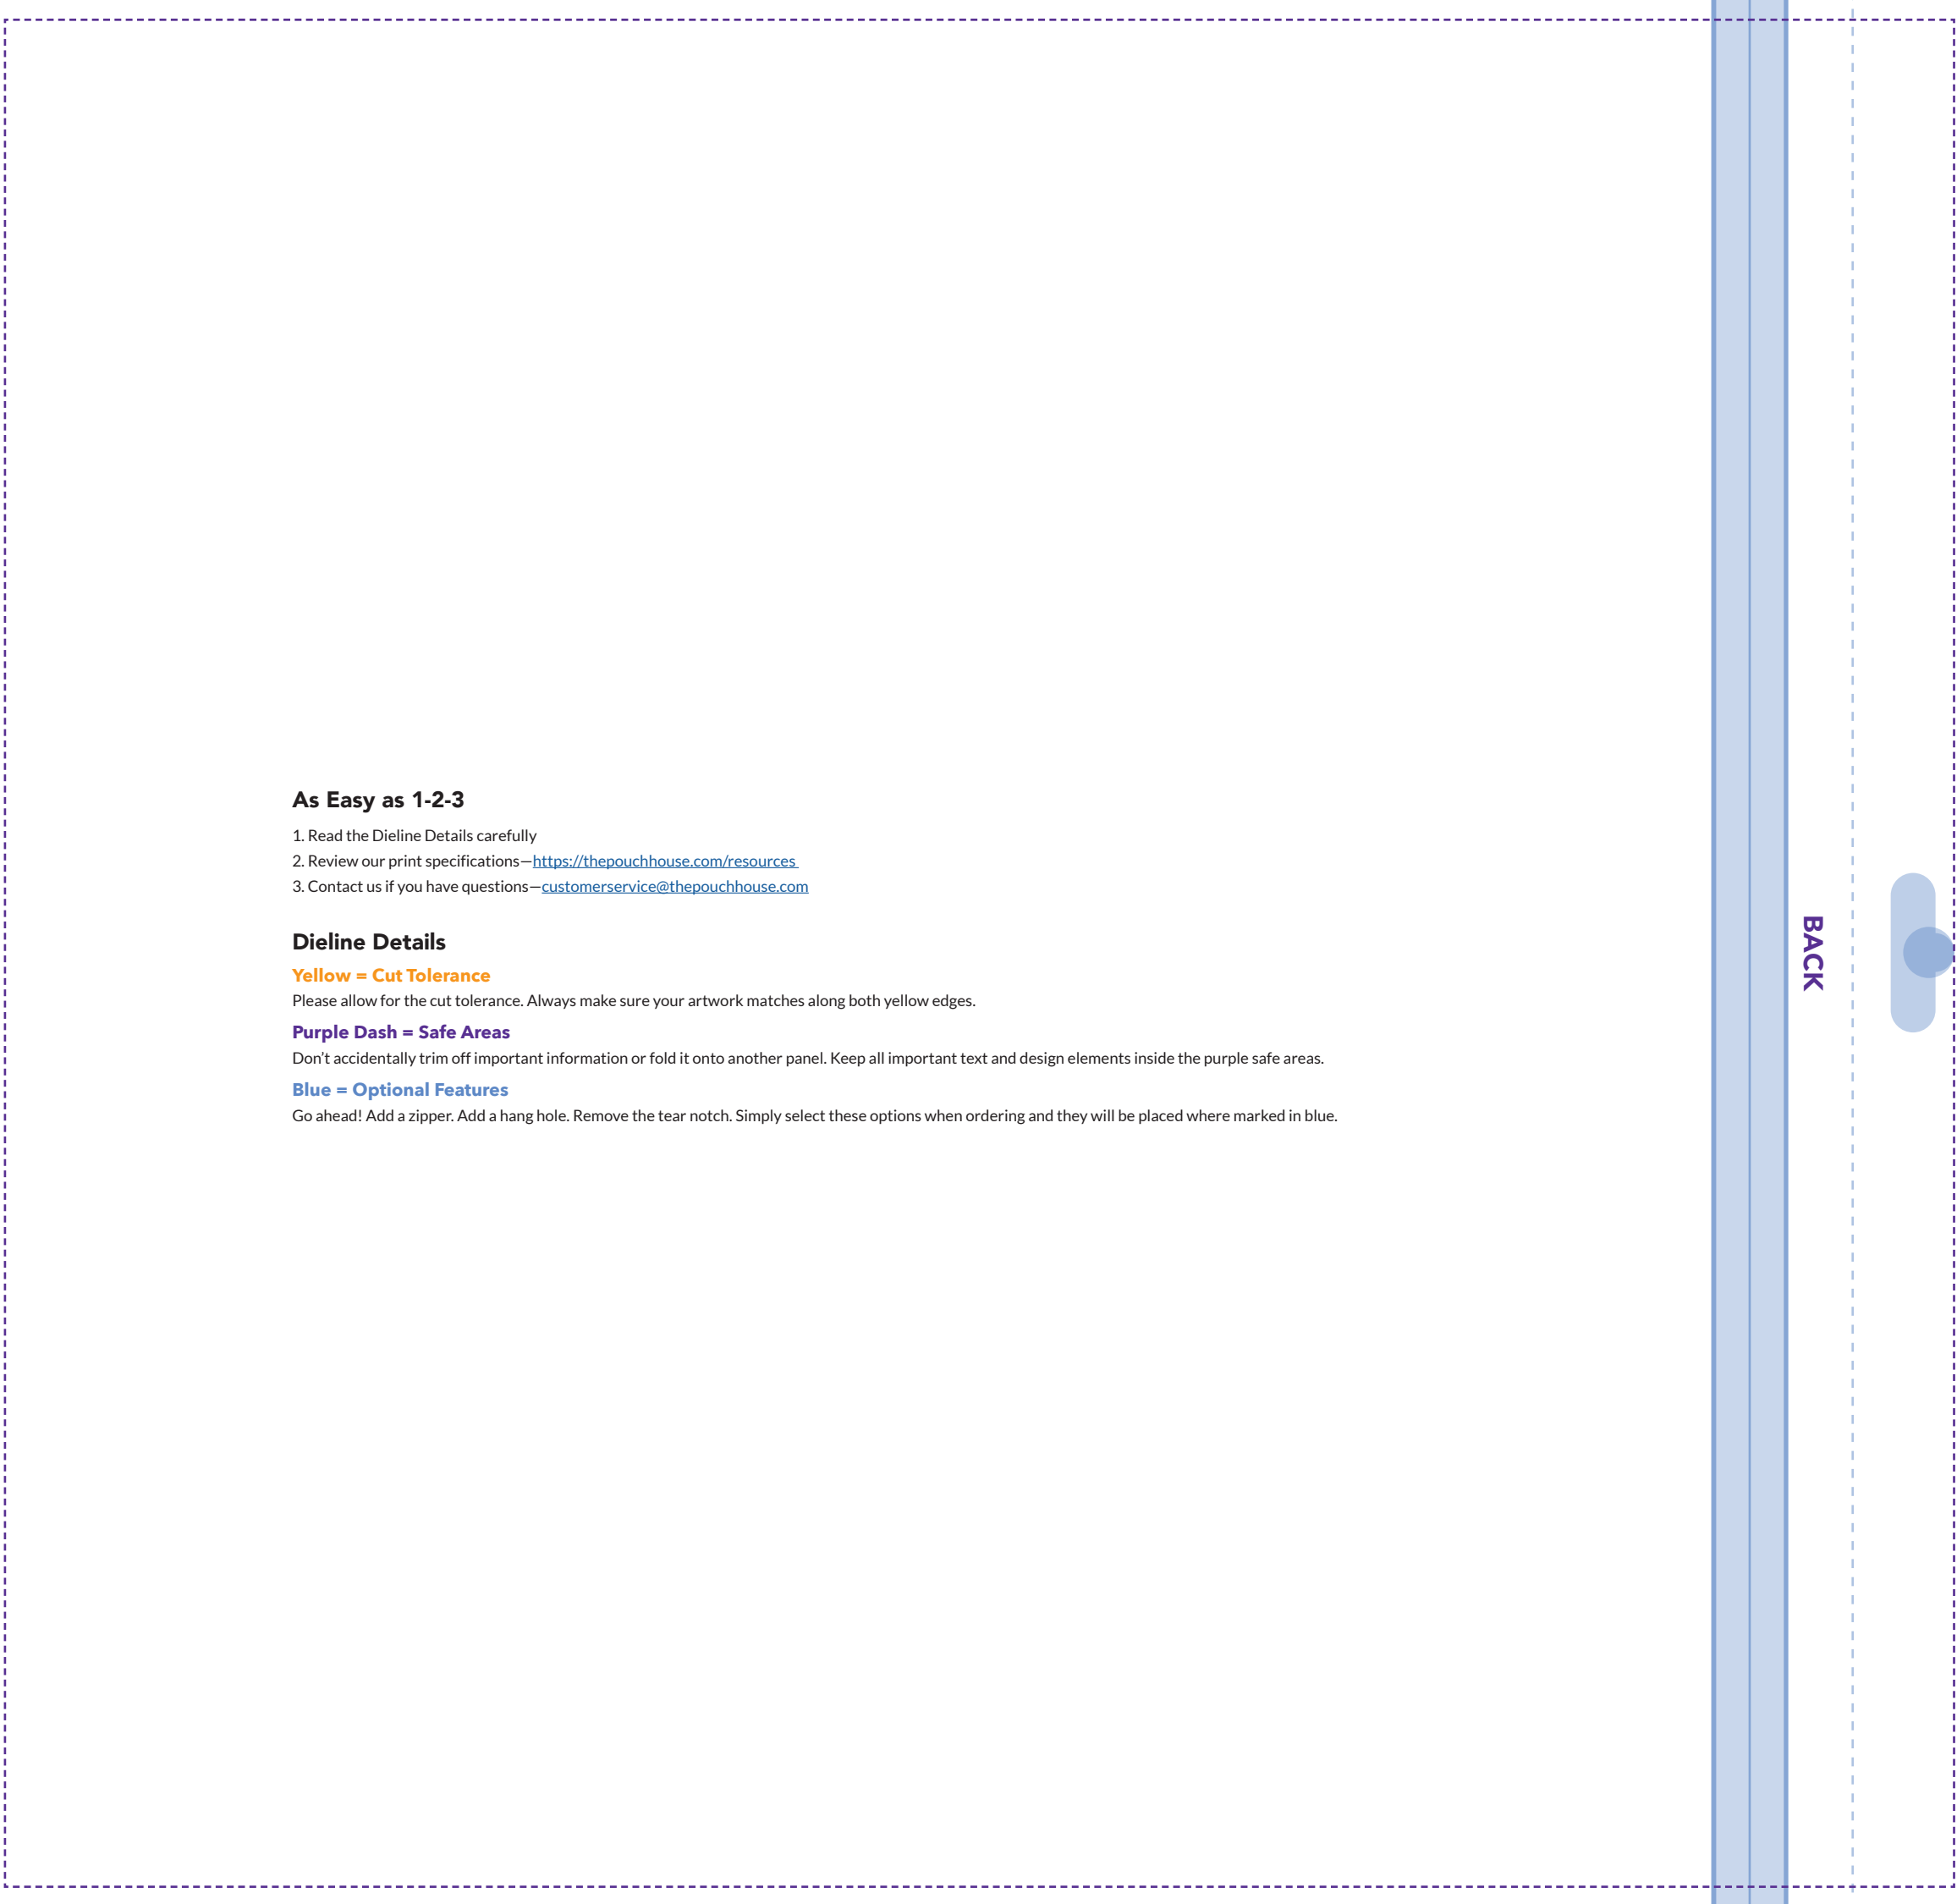 As Easy as 1-2-3
1. Read the Dieline Details carefully
2. Review our print specifications—https://thepouchhouse.com/resources
3. Contact us if you have questions—customerservice@thepouchhouse.com
Dieline Details
Yellow = Cut Tolerance
Please allow for the cut tolerance. Always make sure your artwork matches along both yellow edges.
Purple Dash = Safe Areas
Don't accidentally trim off important information or fold it onto another panel. Keep all important text and design elements inside the purple safe areas.
Blue = Optional Features
Go ahead! Add a zipper. Add a hang hole. Remove the tear notch. Simply select these options when ordering and they will be placed where marked in blue.
BACK